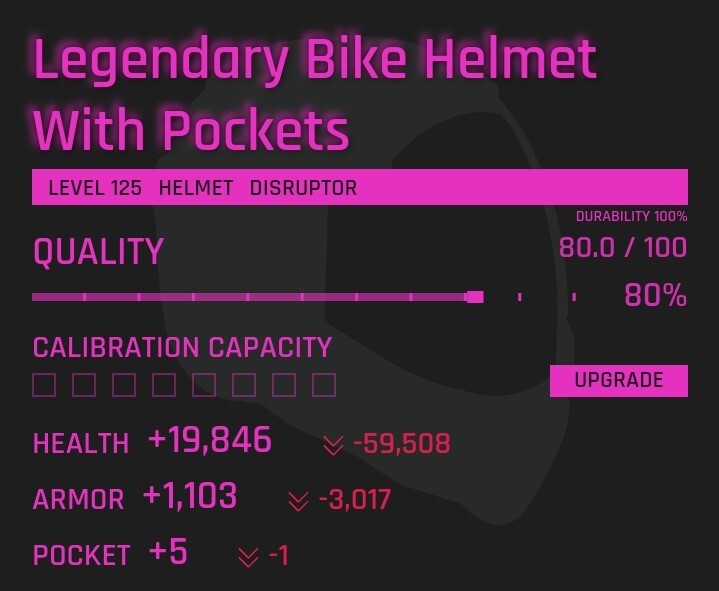 Legendary Bike Helmet
With Pockets
LEVEL 125 HELMET DISRUPTOR
DURABILITY 100%
QUALITY 80.0 / 100
80%
CALIBRATION CAPACITY
UPGRADE
HEALTH +19,846 -59,508
ARMOR +1,103 -3,017
POCKET +5 -1